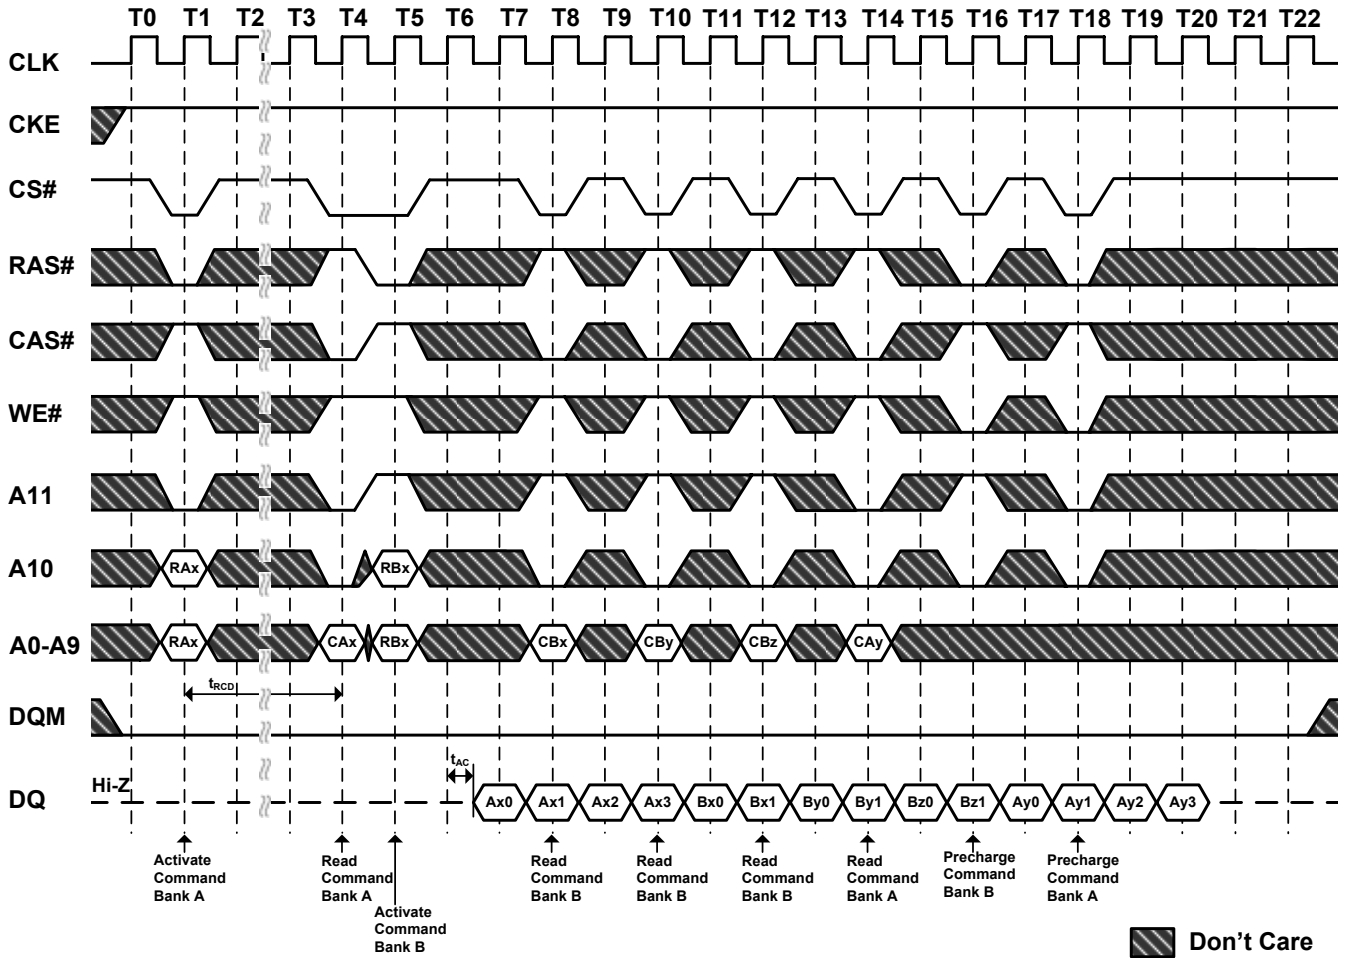 T0 T1 T2 T3 T4 T5 T6 T7 T8 T9 T10 T11 T12 T13 T14 T15 T16 T17 T18 T19 T20 T21 T22
CLK
CKE
CS#
RAS#
CAS#
WE#
A11
A10 RAx RBx
A0-A9 RAx CAx RBx CBx CBy CBz CAy
tRCD
DQM
tAC
Hi-Z
DQ Ax0 Ax1 Ax2 Ax3 Bx0 Bx1 By0 By1 Bz0 Bz1 Ay0 Ay1 Ay2 Ay3
Activate
Command
Bank A
Read
Command
Bank A
Activate
Command
Bank B
Read
Command
Bank B
Read
Command
Bank B
Read
Command
Bank B
Read
Command
Bank A
Precharge
Command
Bank B
Precharge
Command
Bank A
Don't Care